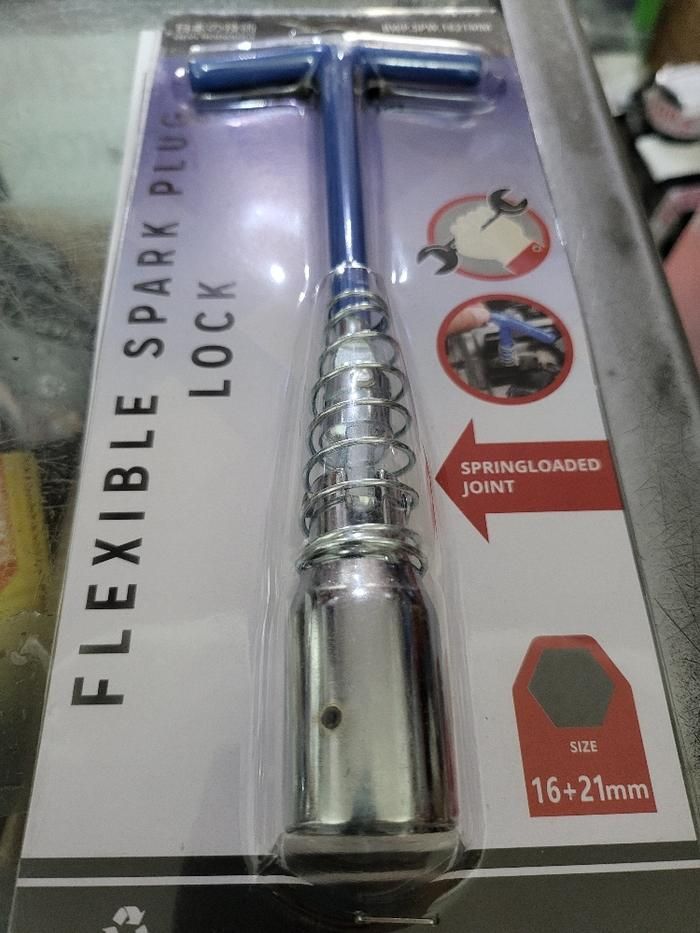 FLEXIBLE SPARK PLUG
LOCK
SPRINGLOADED
JOINT
SIZE
16+21mm